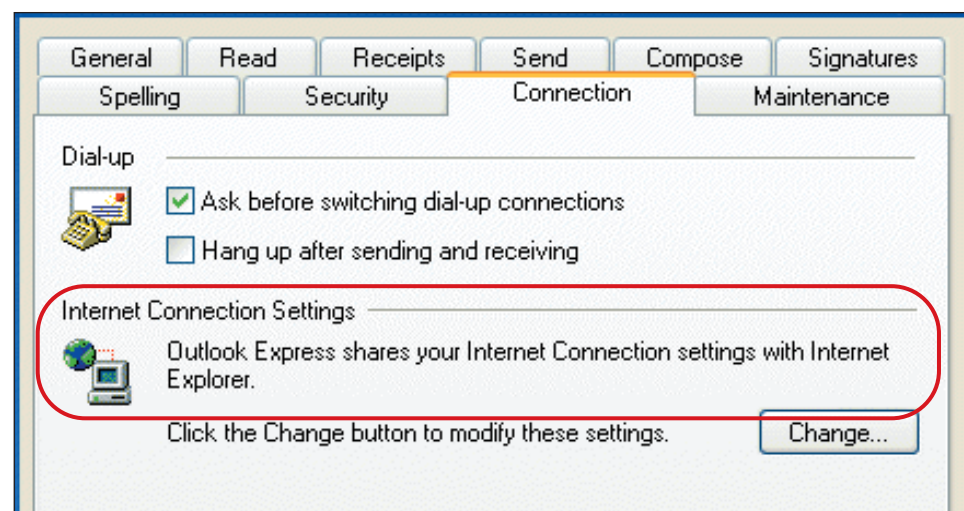 General Read Receipts Send Compose Signatures
Spelling Security Connection Maintenance
Dial-up
Ask before switching dial-up connections
Hang up after sending and receiving
Internet Connection Settings
Outlook Express shares your Internet Connection settings with Internet
Explorer.
Click the Change button to modify these settings. Change...